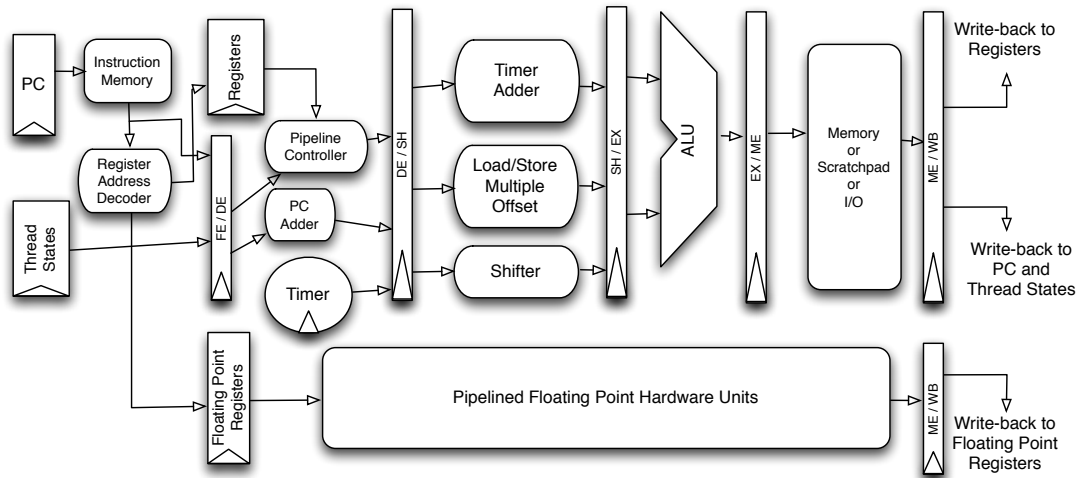 PC
Instruction
Memory
Register
Address
Decoder
Thread
States
Registers
FE / DE
Pipeline
Controller
PC
Adder
Timer
DE / SH
Timer
Adder
Load/Store
Multiple
Offset
Shifter
SH / EX
ALU
EX / ME
Memory
or
Scratchpad
or
I/O
ME / WB
Write-back to
Registers
Write-back to
PC and
Thread States
Floating Point
Registers
Pipelined Floating Point Hardware Units
ME / WB
Write-back to
Floating Point
Registers